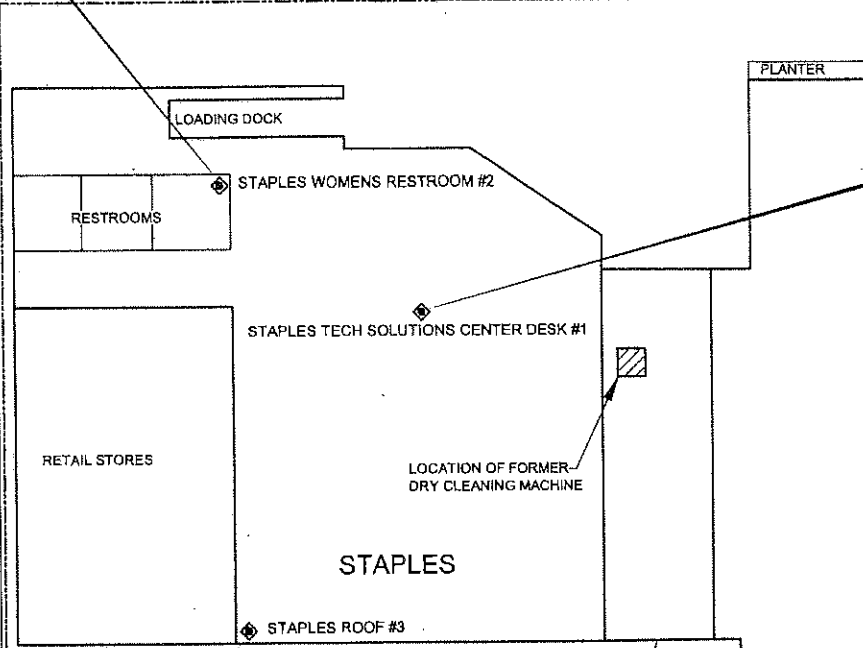 PLANTER
LOADING DOCK
STAPLES WOMENS RESTROOM #2
RESTROOMS
STAPLES TECH SOLUTIONS CENTER DESK #1
RETAIL STORES
LOCATION OF FORMER
DRY CLEANING MACHINE
STAPLES
STAPLES ROOF #3